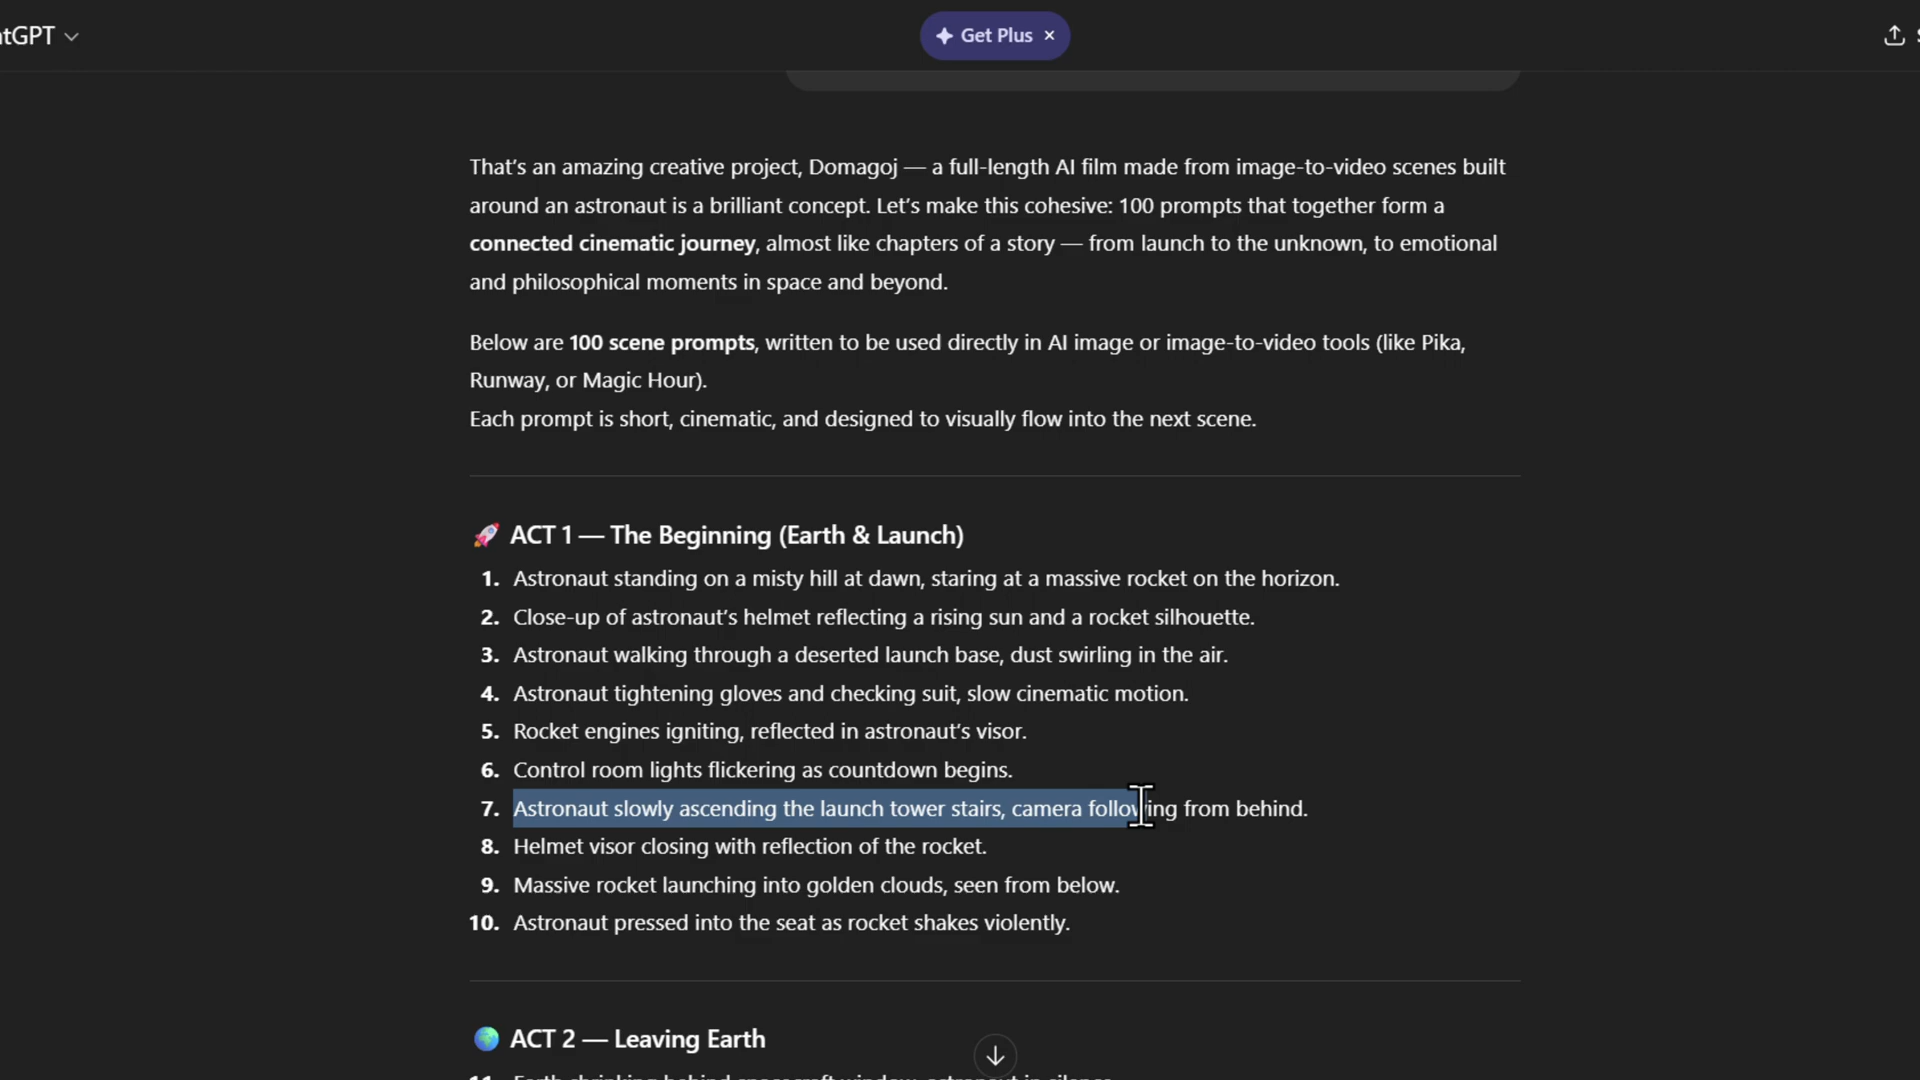 tGPT
Get Plus ×
That's an amazing creative project, Domagoj — a full-length AI film made from image-to-video scenes built
around an astronaut is a brilliant concept. Let's make this cohesive: 100 prompts that together form a
connected cinematic journey, almost like chapters of a story — from launch to the unknown, to emotional
and philosophical moments in space and beyond.
Below are 100 scene prompts, written to be used directly in AI image or image-to-video tools (like Pika,
Runway, or Magic Hour).
Each prompt is short, cinematic, and designed to visually flow into the next scene.
🚀 ACT 1 — The Beginning (Earth & Launch)
1. Astronaut standing on a misty hill at dawn, staring at a massive rocket on the horizon.
2. Close-up of astronaut's helmet reflecting a rising sun and a rocket silhouette.
3. Astronaut walking through a deserted launch base, dust swirling in the air.
4. Astronaut tightening gloves and checking suit, slow cinematic motion.
5. Rocket engines igniting, reflected in astronaut's visor.
6. Control room lights flickering as countdown begins.
7. Astronaut slowly ascending the launch tower stairs, camera following from behind.
8. Helmet visor closing with reflection of the rocket.
9. Massive rocket launching into golden clouds, seen from below.
10. Astronaut pressed into the seat as rocket shakes violently.
🌍 ACT 2 — Leaving Earth
11. Earth shrinking behind spacecraft window, astronaut in silence.